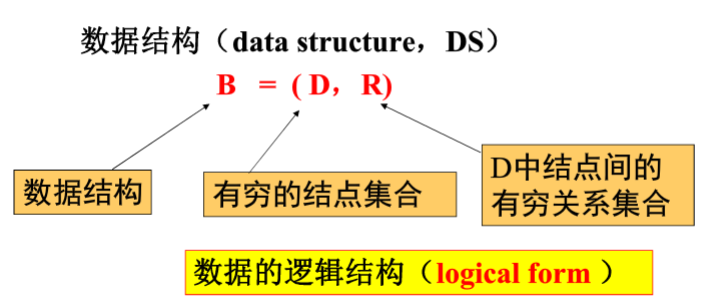 数据结构（data structure，DS）
B = ( D，R)
数据结构
有穷的结点集合
D中结点间的
有穷关系集合
数据的逻辑结构（logical form ）